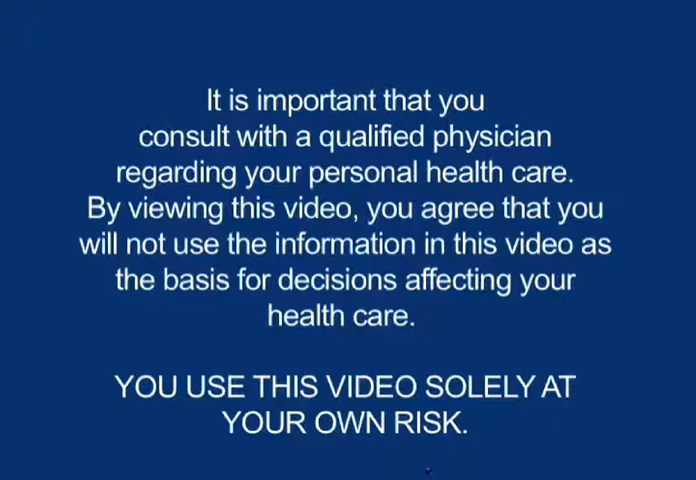 It is important that you
consult with a qualified physician
regarding your personal health care.
By viewing this video, you agree that you
will not use the information in this video as
the basis for decisions affecting your
health care.
YOU USE THIS VIDEO SOLELY AT
YOUR OWN RISK.